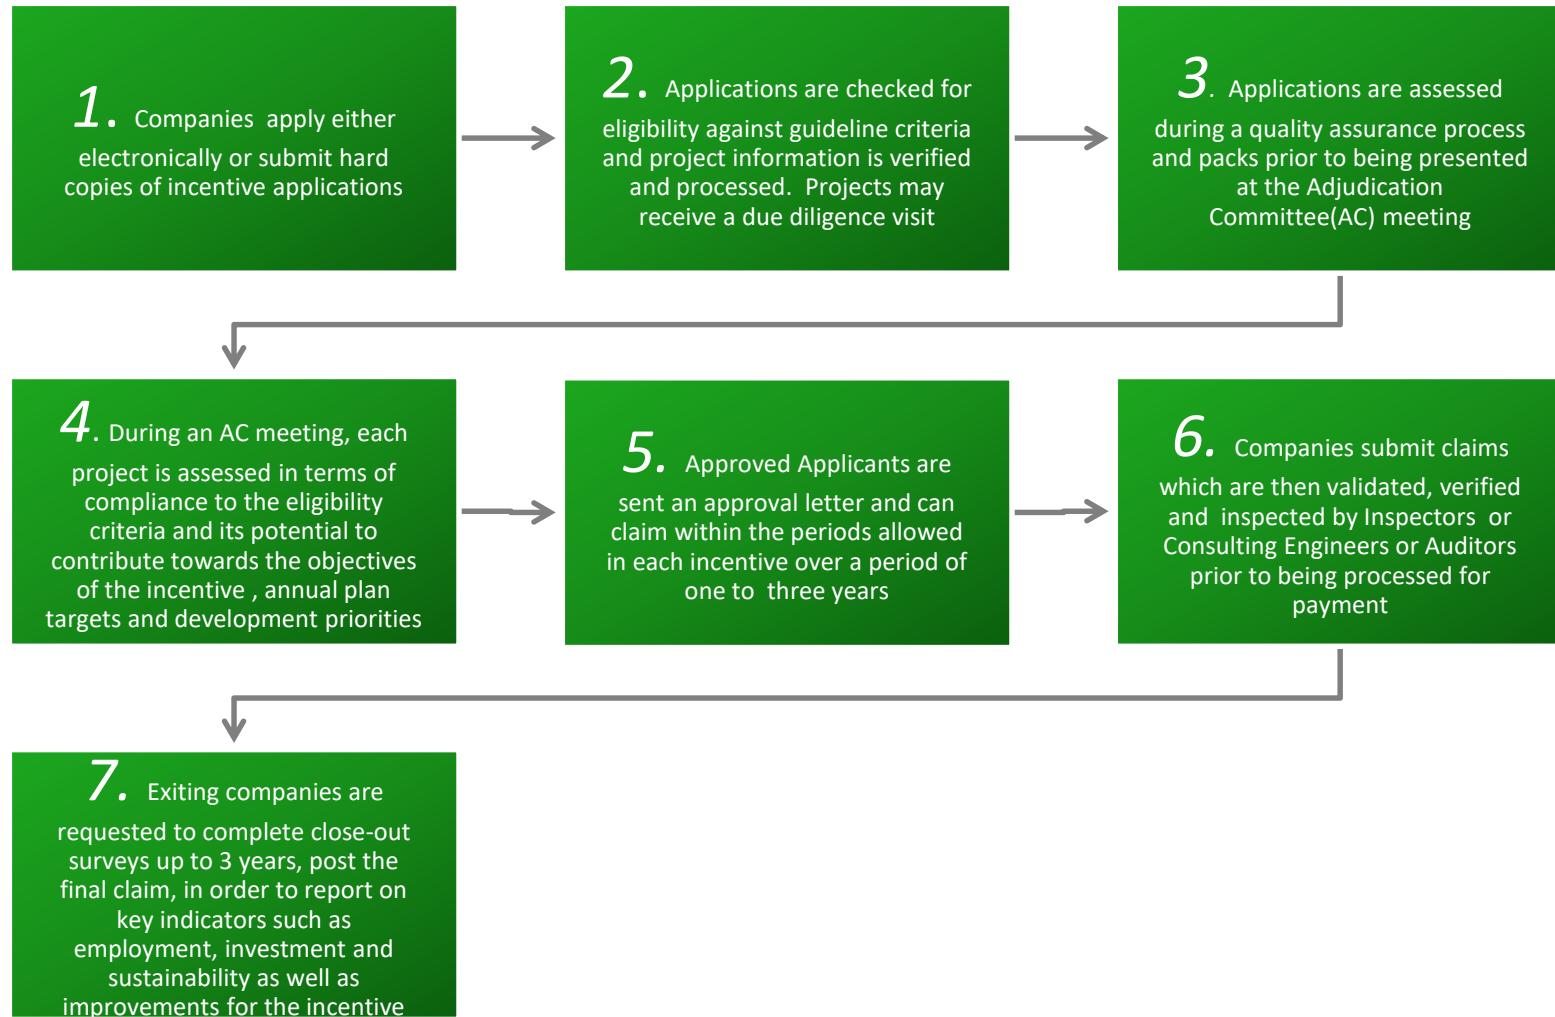 1. Companies  apply either
electronically or submit hard
copies of incentive applications
2. Applications are checked for
eligibility against guideline criteria
and project information is verified
and processed.  Projects may
receive a due diligence visit
3. Applications are assessed
during a quality assurance process
and packs prior to being presented
at the Adjudication
Committee(AC) meeting
4. During an AC meeting, each
project is assessed in terms of
compliance to the eligibility
criteria and its potential to
contribute towards the objectives
of the incentive , annual plan
targets and development priorities
5. Approved Applicants are
sent an approval letter and can
claim within the periods allowed
in each incentive over a period of
one to  three years
6. Companies submit claims
which are then validated, verified
and  inspected by Inspectors  or
Consulting Engineers or Auditors
prior to being processed for
payment
7. Exiting companies are
requested to complete close-out
surveys up to 3 years, post the
final claim, in order to report on
key indicators such as
employment, investment and
sustainability as well as
improvements for the incentive